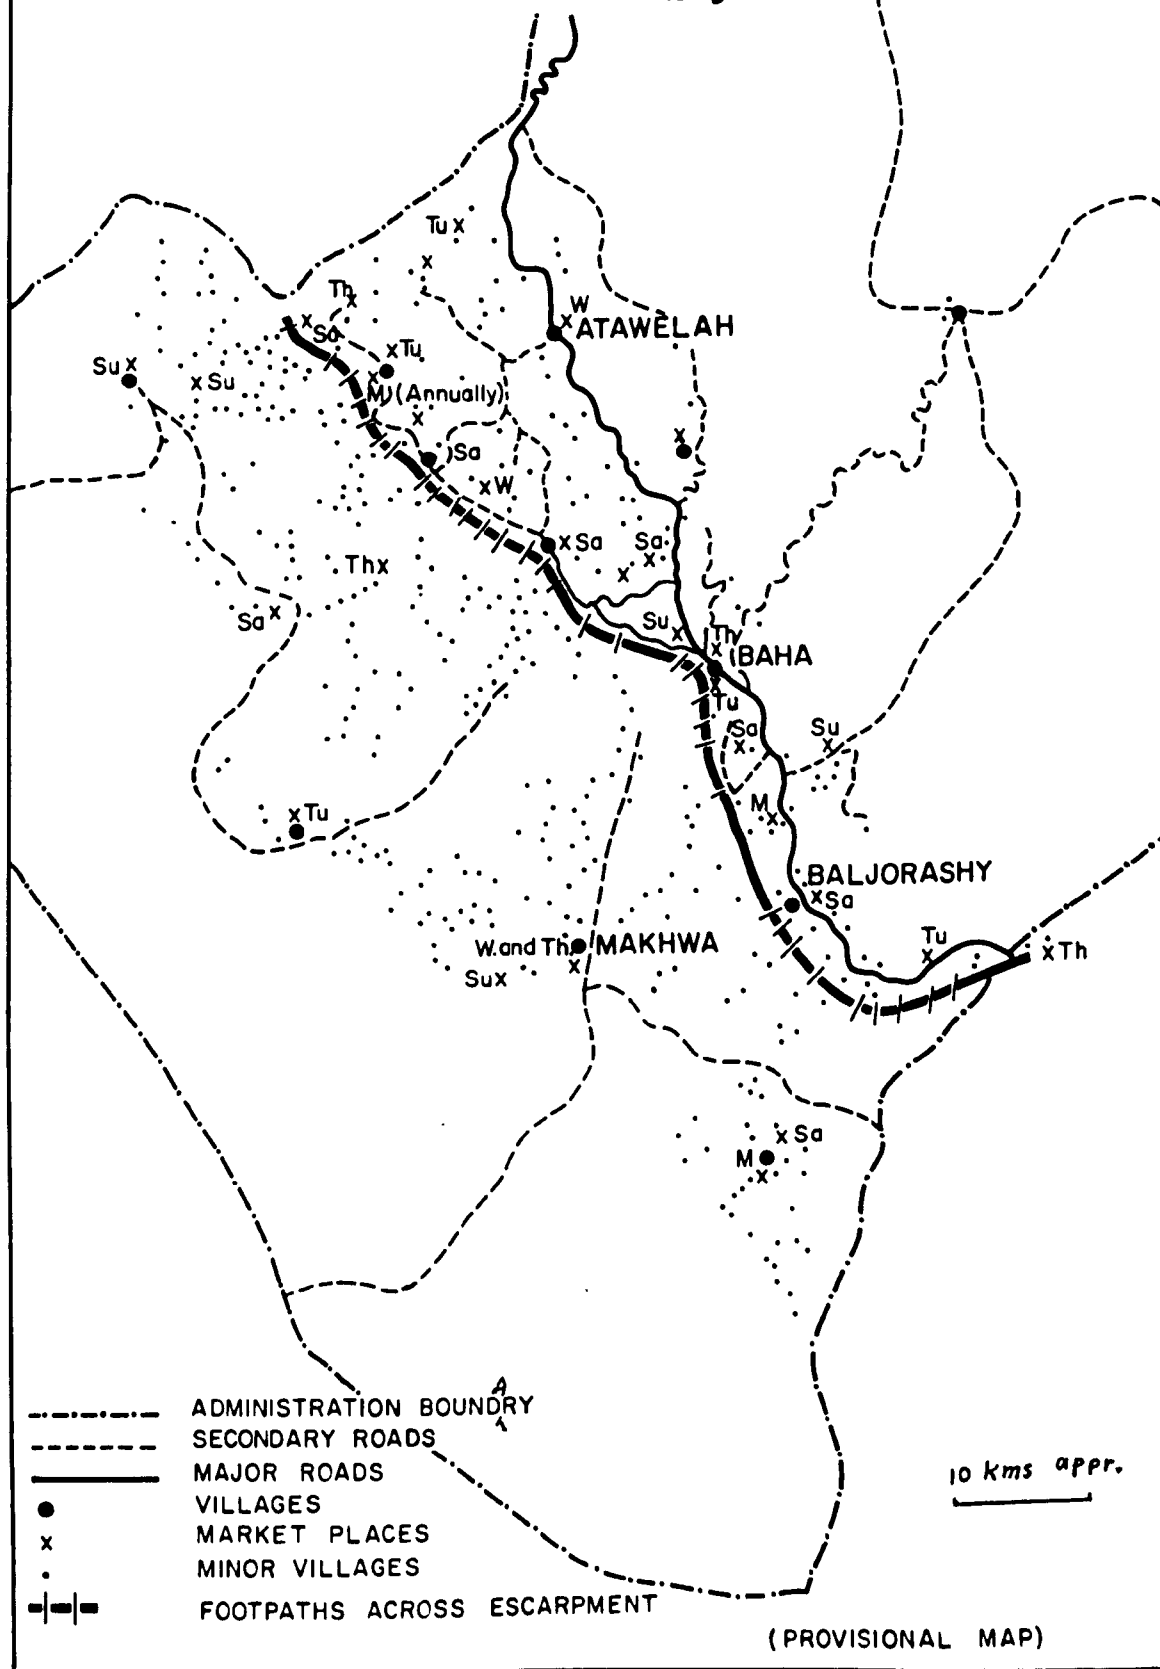 Tu x
W
x
ATAWELAH
Th
x
x
Sa
x Tu
Su x
x Su
x
M (Annually)
x
x
Sa
x W
x Sa
Sa
x
x
Th x
Sa x
Su x
Th
x
BAHA
x
Tu
Sa
x
Su
x
M
x
x Tu
BALJORASHY
x Sa
Tu
x
x Th
W. and Th.
MAKHWA
x
Su x
x Sa
M
x
ADMINISTRATION BOUNDRY
A
SECONDARY ROADS
MAJOR ROADS
VILLAGES
x MARKET PLACES
MINOR VILLAGES
FOOTPATHS ACROSS ESCARPMENT
10 kms appr.
(PROVISIONAL MAP)